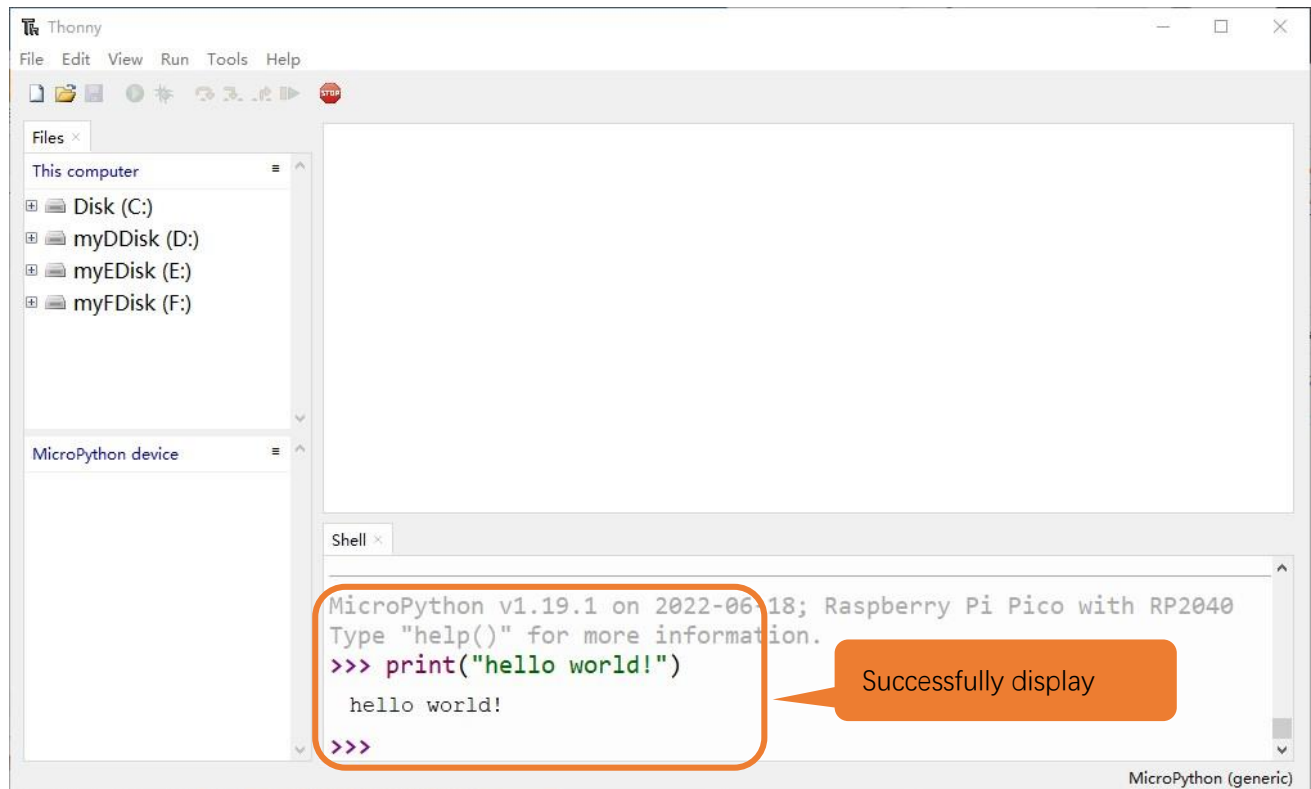 Thonny
File Edit View Run Tools Help
STOP
Files
This computer
Disk (C:)
myDDisk (D:)
myEDisk (E:)
myFDisk (F:)
MicroPython device
Shell
MicroPython v1.19.1 on 2022-06-18; Raspberry Pi Pico with RP2040
Type "help()" for more information.
>>> print("hello world!")
hello world!
>>>
Successfully display
MicroPython (generic)